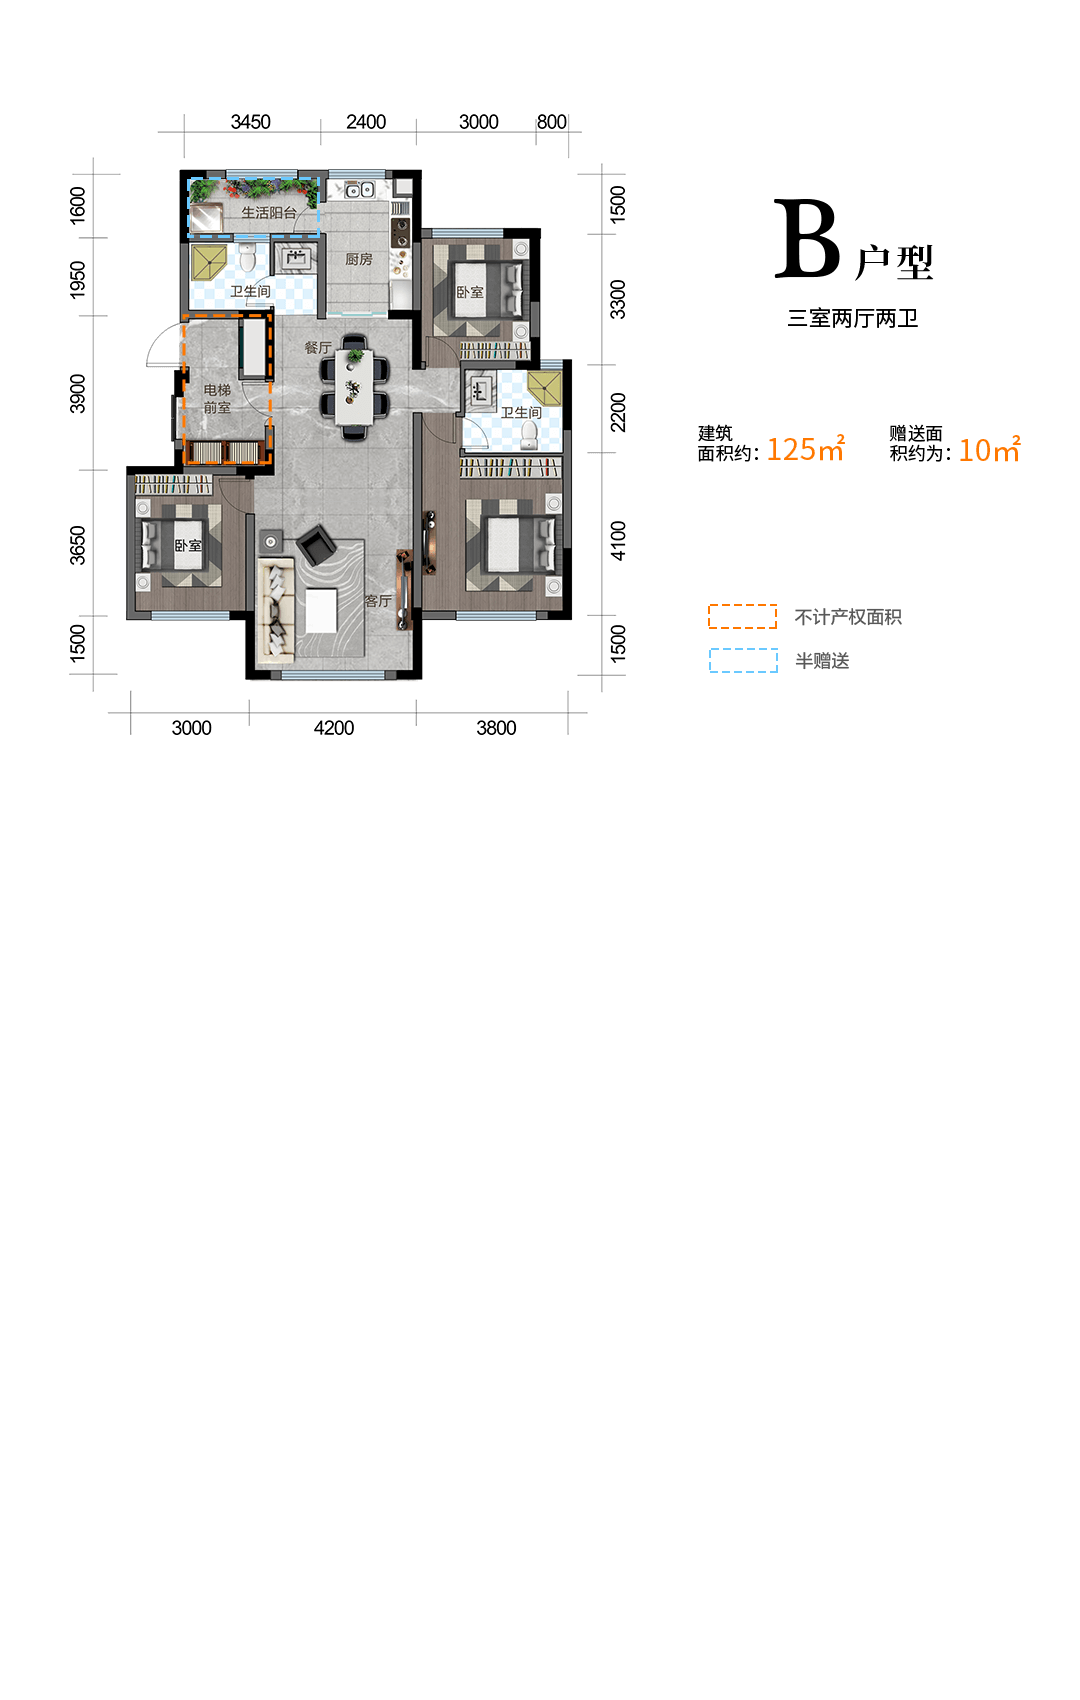 3450
2400
3000
800
1600
1950
3900
3650
1500
1500
3300
2200
4100
1500
生活阳台
厨房
卫生间
卧室
餐厅
电梯
前室
卫生间
卧室
客厅
3000
4200
3800
B 户型
三室两厅两卫
建筑
面积约：125㎡
赠送面
积约为：10㎡
不计产权面积
半赠送